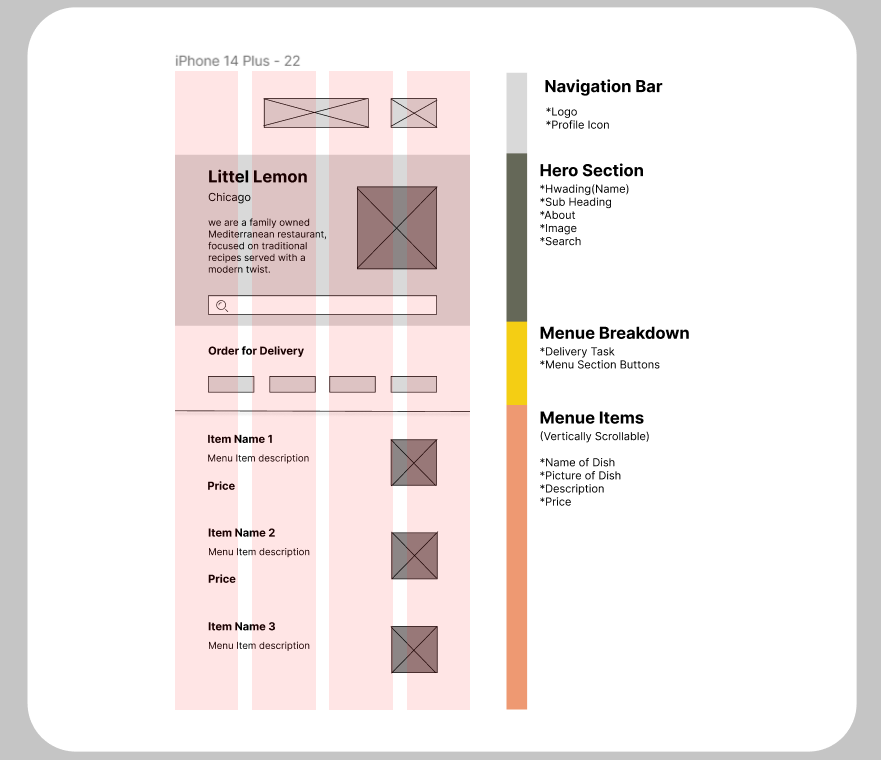 iPhone 14 Plus - 22
Littel Lemon
Chicago
we are a family owned
Mediterranean restaurant,
focused on traditional
recipes served with a
modern twist.
Order for Delivery
Item Name 1
Menu Item description
Price
Item Name 2
Menu Item description
Price
Item Name 3
Menu Item description
Navigation Bar
*Logo
*Profile Icon
Hero Section
*Hwading(Name)
*Sub Heading
*About
*Image
*Search
Menue Breakdown
*Delivery Task
*Menu Section Buttons
Menue Items
(Vertically Scrollable)
*Name of Dish
*Picture of Dish
*Description
*Price